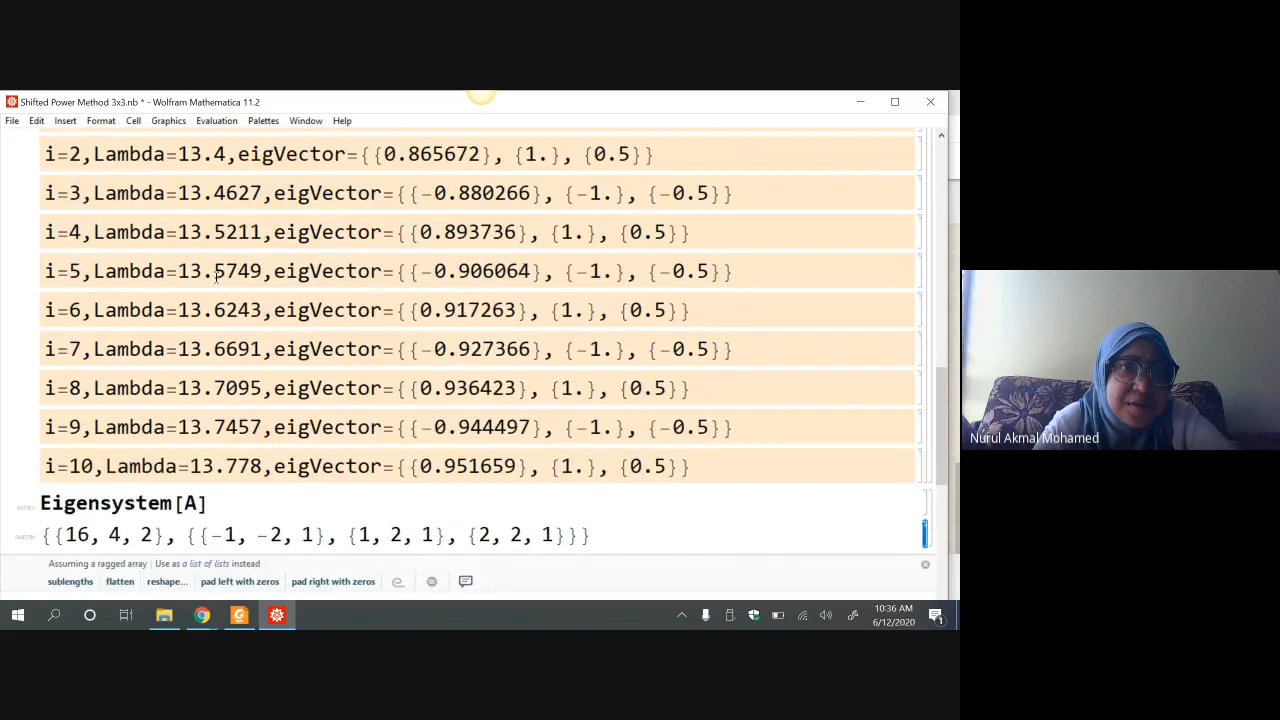 Shifted Power Method 3x3.nb * - Wolfram Mathematica 11.2
File Edit Insert Format Cell Graphics Evaluation Palettes Window Help
i=2,Lambda=13.4,eigVector={{0.865672}, {1.}, {0.5}}
i=3,Lambda=13.4627,eigVector={{-0.880266}, {-1.}, {-0.5}}
i=4,Lambda=13.5211,eigVector={{0.893736}, {1.}, {0.5}}
i=5,Lambda=13.5749,eigVector={{-0.906064}, {-1.}, {-0.5}}
i=6,Lambda=13.6243,eigVector={{0.917263}, {1.}, {0.5}}
i=7,Lambda=13.6691,eigVector={{-0.927366}, {-1.}, {-0.5}}
i=8,Lambda=13.7095,eigVector={{0.936423}, {1.}, {0.5}}
i=9,Lambda=13.7457,eigVector={{-0.944497}, {-1.}, {-0.5}}
i=10,Lambda=13.778,eigVector={{0.951659}, {1.}, {0.5}}
Eigensystem[A]
{{16, 4, 2}, {{-1, -2, 1}, {1, 2, 1}, {2, 2, 1}}}
Assuming a ragged array | Use as a list of lists instead
sublengths flatten reshape... pad left with zeros pad right with zeros
10:36 AM
6/12/2020
1
Nurul Akmal Mohamed